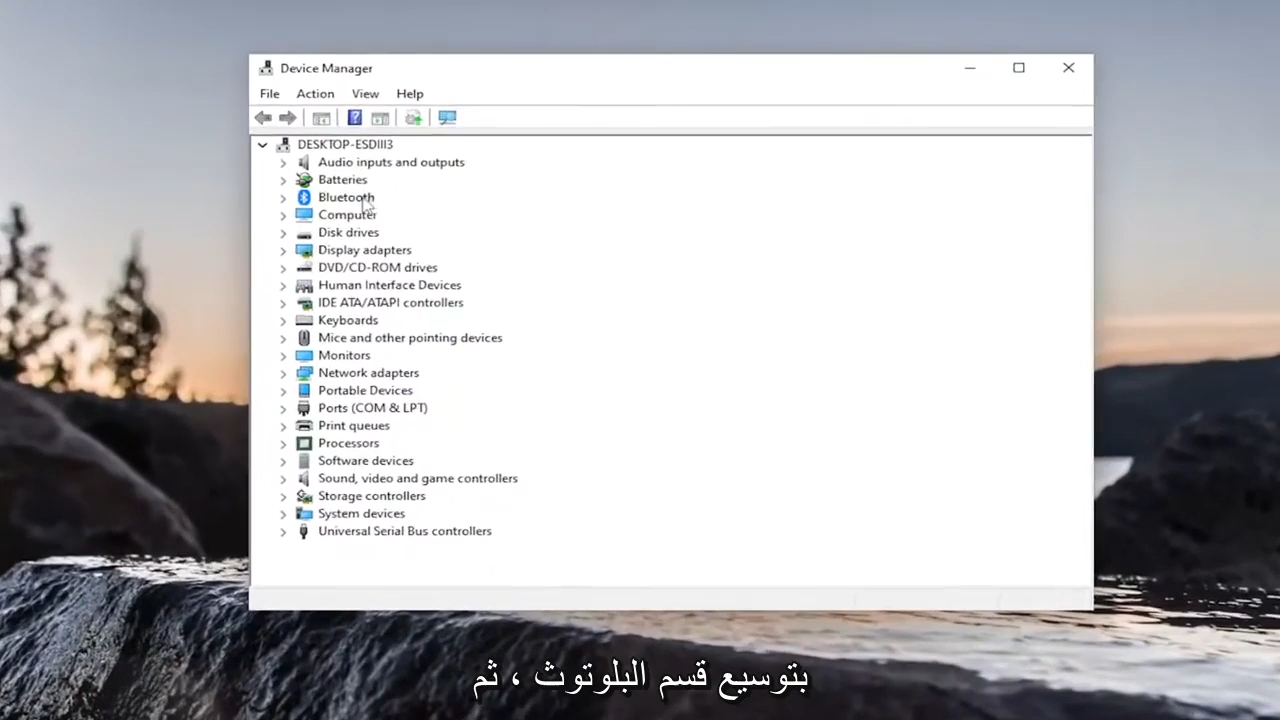 Device Manager
File Action View Help
DESKTOP-ESDIII3
Audio inputs and outputs
Batteries
Bluetooth
Computer
Disk drives
Display adapters
DVD/CD-ROM drives
Human Interface Devices
IDE ATA/ATAPI controllers
Keyboards
Mice and other pointing devices
Monitors
Network adapters
Portable Devices
Ports (COM & LPT)
Print queues
Processors
Software devices
Sound, video and game controllers
Storage controllers
System devices
Universal Serial Bus controllers
بتوسيع قسم البلوتوث ، ثم